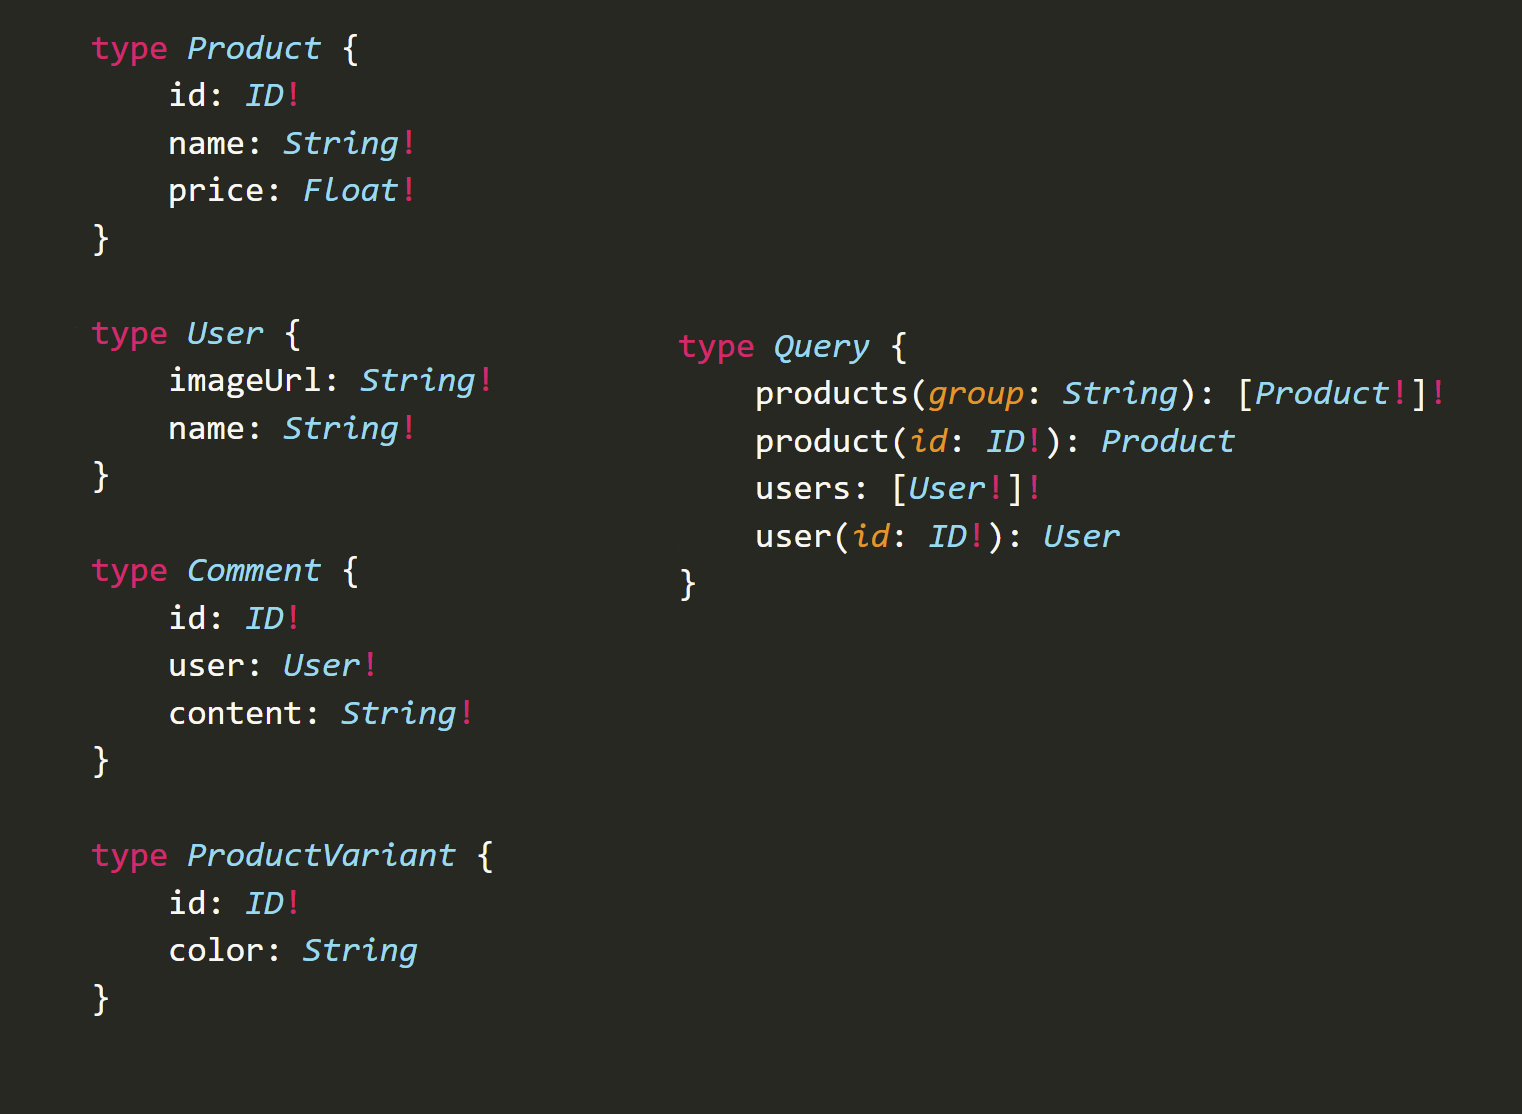 type Product {
    id: ID!
    name: String!
    price: Float!
}

type User {
    imageUrl: String!
    name: String!
}

type Comment {
    id: ID!
    user: User!
    content: String!
}

type ProductVariant {
    id: ID!
    color: String
}

type Query {
    products(group: String): [Product!]!
    product(id: ID!): Product
    users: [User!]!
    user(id: ID!): User
}